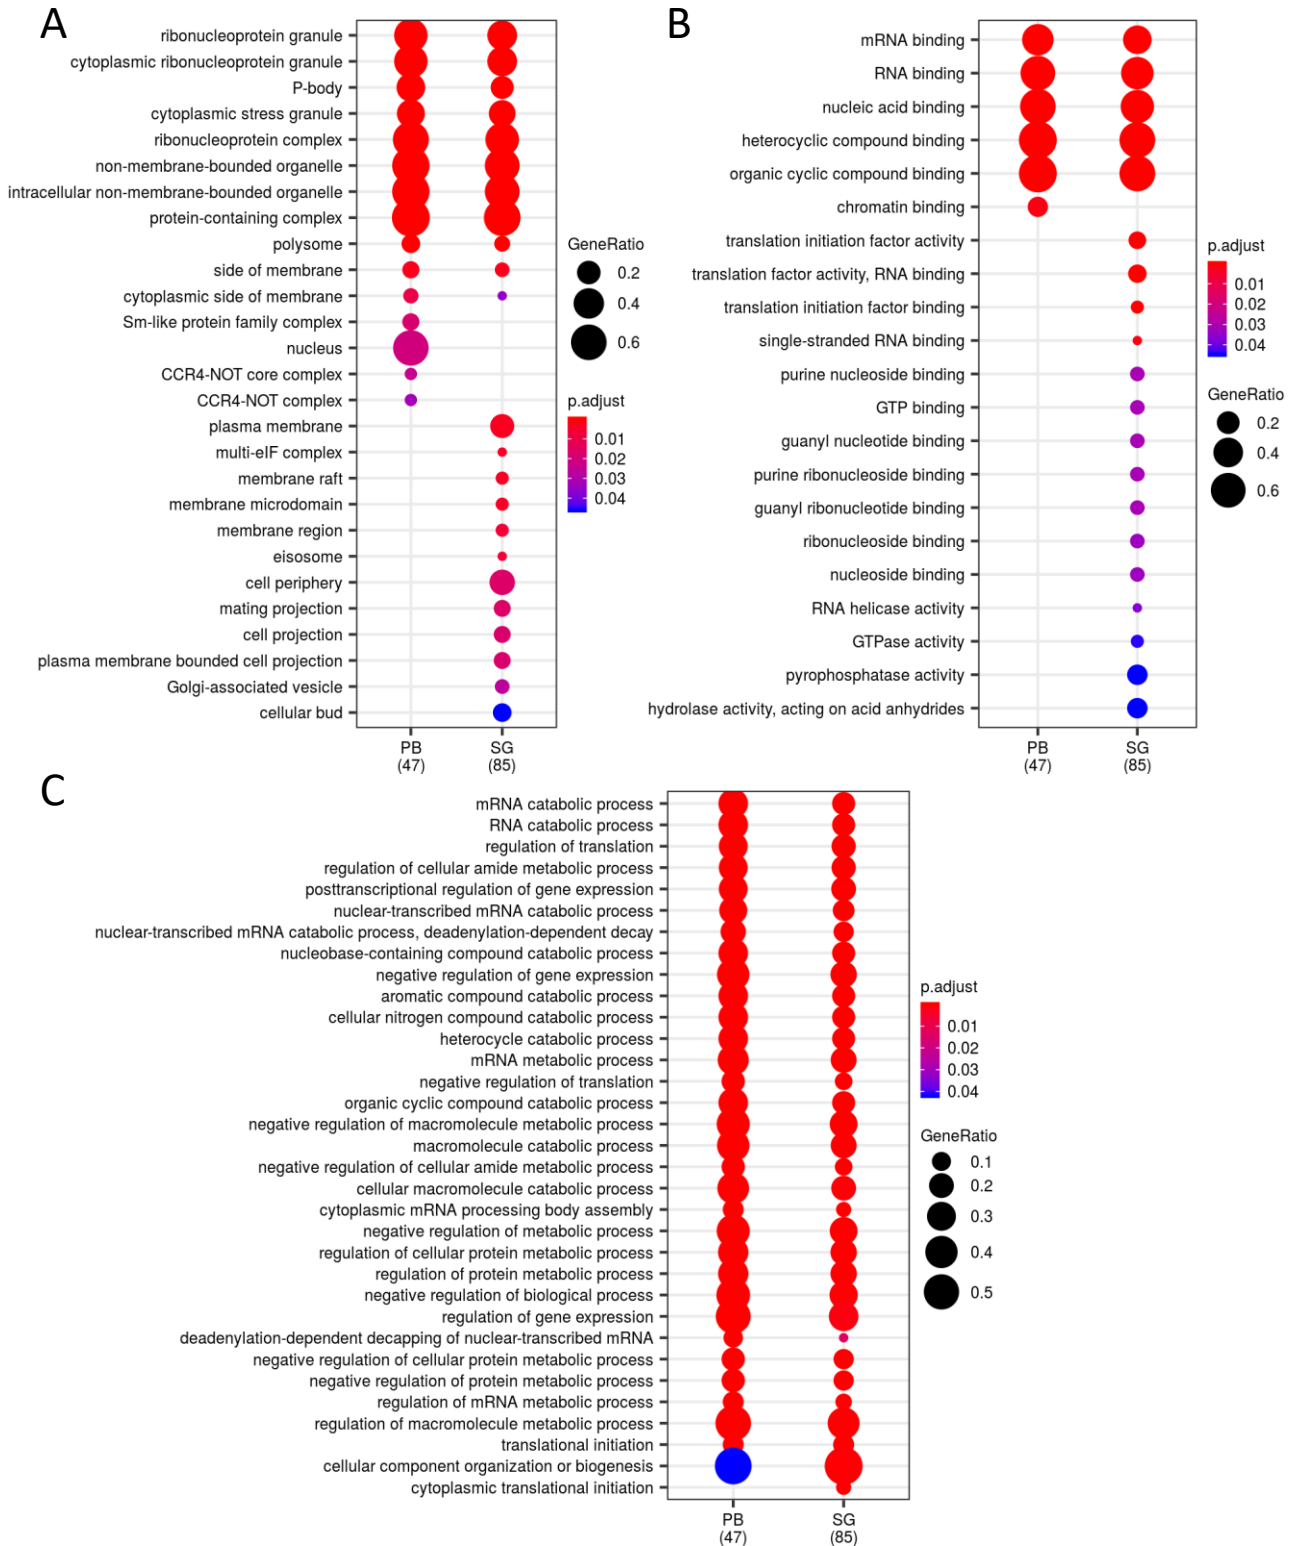 A
ribonucleoprotein granule
cytoplasmic ribonucleoprotein granule
P-body
cytoplasmic stress granule
ribonucleoprotein complex
non-membrane-bounded organelle
intracellular non-membrane-bounded organelle
protein-containing complex
polysome
side of membrane
cytoplasmic side of membrane
Sm-like protein family complex
nucleus
CCR4-NOT core complex
CCR4-NOT complex
plasma membrane
multi-eIF complex
membrane raft
membrane microdomain
membrane region
eisosome
cell periphery
mating projection
cell projection
plasma membrane bounded cell projection
Golgi-associated vesicle
cellular bud
PB
(47)
SG
(85)
GeneRatio
0.2
0.4
0.6
p.adjust
0.01
0.02
0.03
0.04
B
mRNA binding
RNA binding
nucleic acid binding
heterocyclic compound binding
organic cyclic compound binding
chromatin binding
translation initiation factor activity
translation factor activity, RNA binding
translation initiation factor binding
single-stranded RNA binding
purine nucleoside binding
GTP binding
guanyl nucleotide binding
purine ribonucleoside binding
guanyl ribonucleotide binding
ribonucleoside binding
nucleoside binding
RNA helicase activity
GTPase activity
pyrophosphatase activity
hydrolase activity, acting on acid anhydrides
PB
(47)
SG
(85)
p.adjust
0.01
0.02
0.03
0.04
GeneRatio
0.2
0.4
0.6
C
mRNA catabolic process
RNA catabolic process
regulation of translation
regulation of cellular amide metabolic process
posttranscriptional regulation of gene expression
nuclear-transcribed mRNA catabolic process
nuclear-transcribed mRNA catabolic process, deadenylation-dependent decay
nucleobase-containing compound catabolic process
negative regulation of gene expression
aromatic compound catabolic process
cellular nitrogen compound catabolic process
heterocycle catabolic process
mRNA metabolic process
negative regulation of translation
organic cyclic compound catabolic process
negative regulation of macromolecule metabolic process
macromolecule catabolic process
negative regulation of cellular amide metabolic process
cellular macromolecule catabolic process
cytoplasmic mRNA processing body assembly
negative regulation of metabolic process
regulation of cellular protein metabolic process
regulation of protein metabolic process
negative regulation of biological process
regulation of gene expression
deadenylation-dependent decapping of nuclear-transcribed mRNA
negative regulation of cellular protein metabolic process
negative regulation of protein metabolic process
regulation of mRNA metabolic process
regulation of macromolecule metabolic process
translational initiation
cellular component organization or biogenesis
cytoplasmic translational initiation
PB
(47)
SG
(85)
p.adjust
0.01
0.02
0.03
0.04
GeneRatio
0.1
0.2
0.3
0.4
0.5